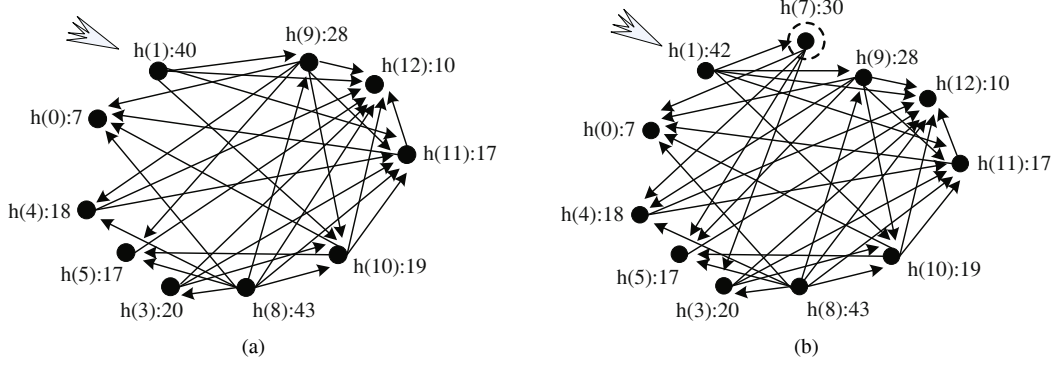 h(1):40
h(9):28
h(12):10
h(0):7
h(11):17
h(4):18
h(5):17
h(10):19
h(3):20
h(8):43
(a)
h(7):30
h(1):42
h(9):28
h(12):10
h(0):7
h(11):17
h(4):18
h(5):17
h(10):19
h(3):20
h(8):43
(b)